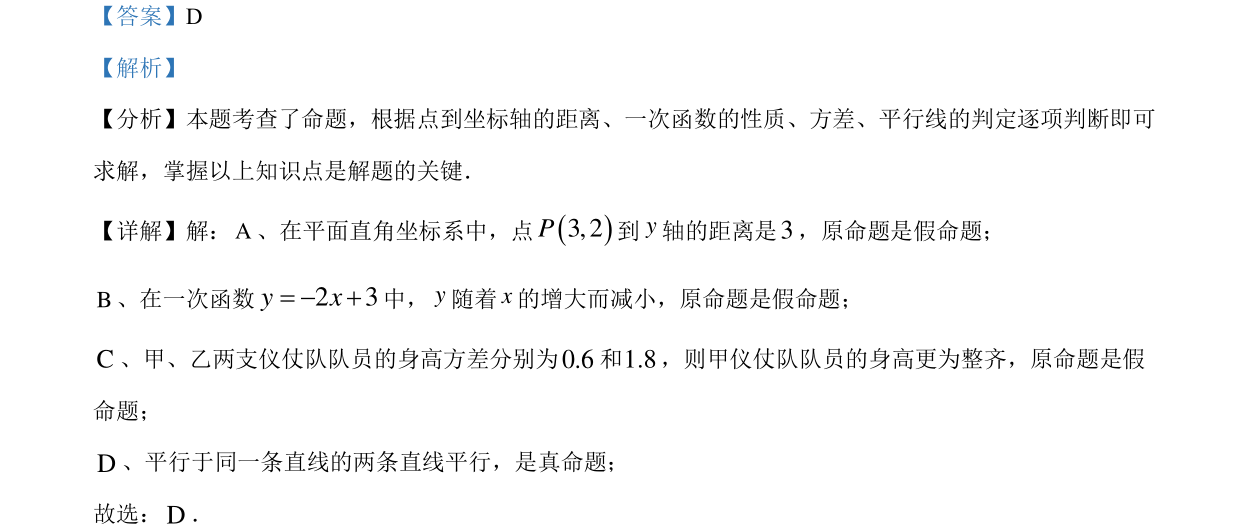 【答案】D
【解析】
【分析】本题考查了命题，根据点到坐标轴的距离、一次函数的性质、方差、平行线的判定逐项判断即可
求解，掌握以上知识点是解题的关键．
【详解】解：A、在平面直角坐标系中，点P(3,2)到y轴的距离是3，原命题是假命题；
B、在一次函数y=-2x+3中，y随着x的增大而减小，原命题是假命题；
C、甲、乙两支仪仗队队员的身高方差分别为0.6和1.8，则甲仪仗队队员的身高更为整齐，原命题是假
命题；
D、平行于同一条直线的两条直线平行，是真命题；
故选：D．